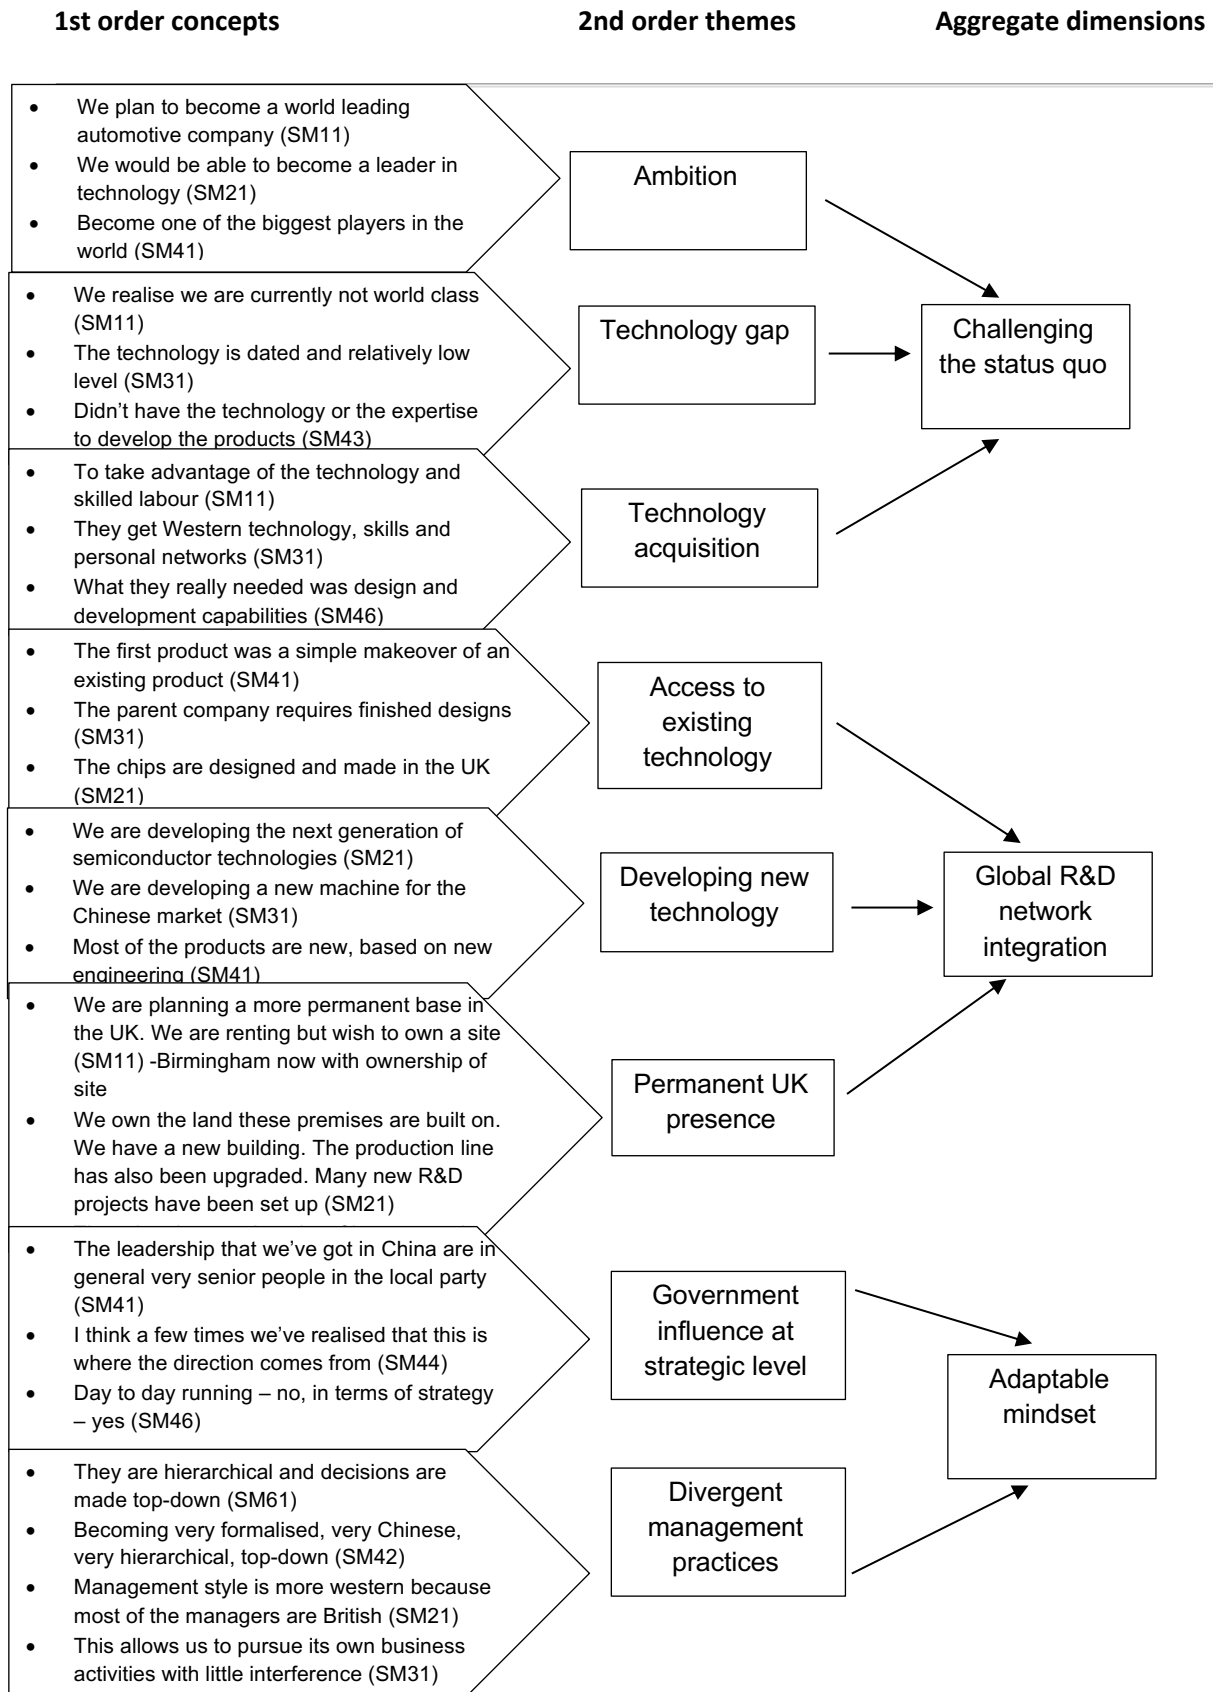 1st order concepts
2nd order themes
Aggregate dimensions
• We plan to become a world leading
automotive company (SM11)
• We would be able to become a leader in
technology (SM21)
• Become one of the biggest players in the
world (SM41)
Ambition
• We realise we are currently not world class
(SM11)
• The technology is dated and relatively low
level (SM31)
• Didn’t have the technology or the expertise
to develop the products (SM43)
Technology gap
Challenging
the status quo
• To take advantage of the technology and
skilled labour (SM11)
• They get Western technology, skills and
personal networks (SM31)
• What they really needed was design and
development capabilities (SM46)
Technology
acquisition
• The first product was a simple makeover of an
existing product (SM41)
• The parent company requires finished designs
(SM31)
• The chips are designed and made in the UK
(SM21)
Access to
existing
technology
• We are developing the next generation of
semiconductor technologies (SM21)
• We are developing a new machine for the
Chinese market (SM31)
• Most of the products are new, based on new
engineering (SM41)
Developing new
technology
Global R&D
network
integration
• We are planning a more permanent base in
the UK. We are renting but wish to own a site
(SM11) -Birmingham now with ownership of
site
• We own the land these premises are built on.
We have a new building. The production line
has also been upgraded. Many new R&D
projects have been set up (SM21)
Permanent UK
presence
• The leadership that we’ve got in China are in
general very senior people in the local party
(SM41)
• I think a few times we’ve realised that this is
where the direction comes from (SM44)
• Day to day running – no, in terms of strategy
– yes (SM46)
Government
influence at
strategic level
Adaptable
mindset
• They are hierarchical and decisions are
made top-down (SM61)
• Becoming very formalised, very Chinese,
very hierarchical, top-down (SM42)
• Management style is more western because
most of the managers are British (SM21)
• This allows us to pursue its own business
activities with little interference (SM31)
Divergent
management
practices